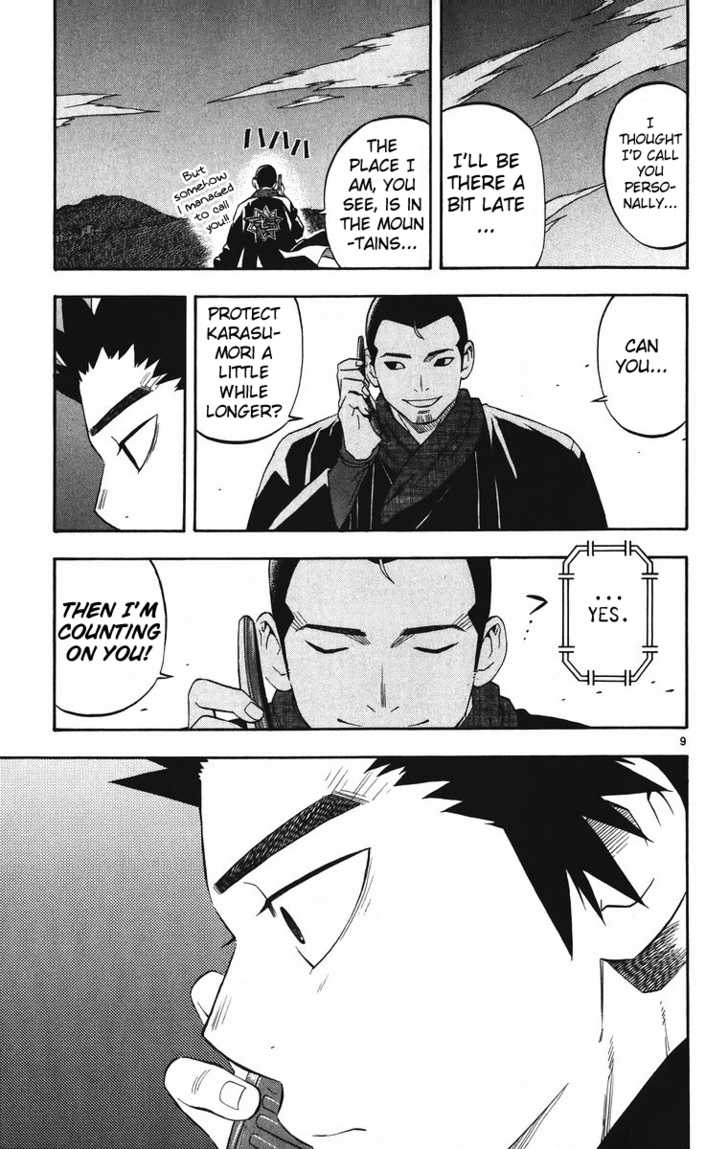 I
THOUGHT
I'D CALL
YOU
PERSO-
NALLY...
I'LL BE
THERE A
BIT LATE
...
THE
PLACE I
AM, YOU
SEE, IS IN
THE MOUN
-TAINS...
But
somehow
I managed
to call
you!!
CAN
YOU...
PROTECT
KARASU-
MORI A
LITTLE
WHILE
LONGER?
...
YES.
?
THEN I'M
COUNTING
ON YOU!
9